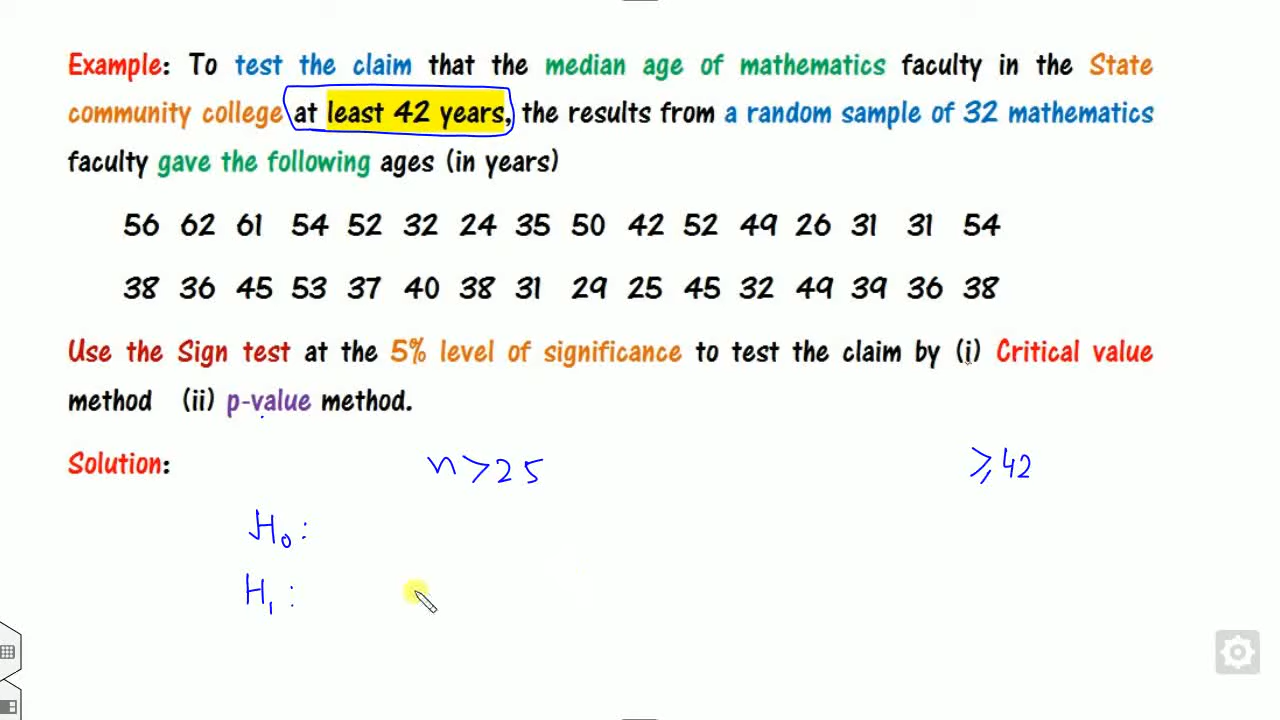 Example: To test the claim that the median age of mathematics faculty in the State
community college at least 42 years, the results from a random sample of 32 mathematics
faculty gave the following ages (in years)
56 62 61 54 52 32 24 35 50 42 52 49 26 31 31 54
38 36 45 53 37 40 38 31 29 25 45 32 49 39 36 38
Use the Sign test at the 5% level of significance to test the claim by (i) Critical value
method (ii) p-value method.
Solution: n > 25 ⩾ 42
H₀ :
H₁ :